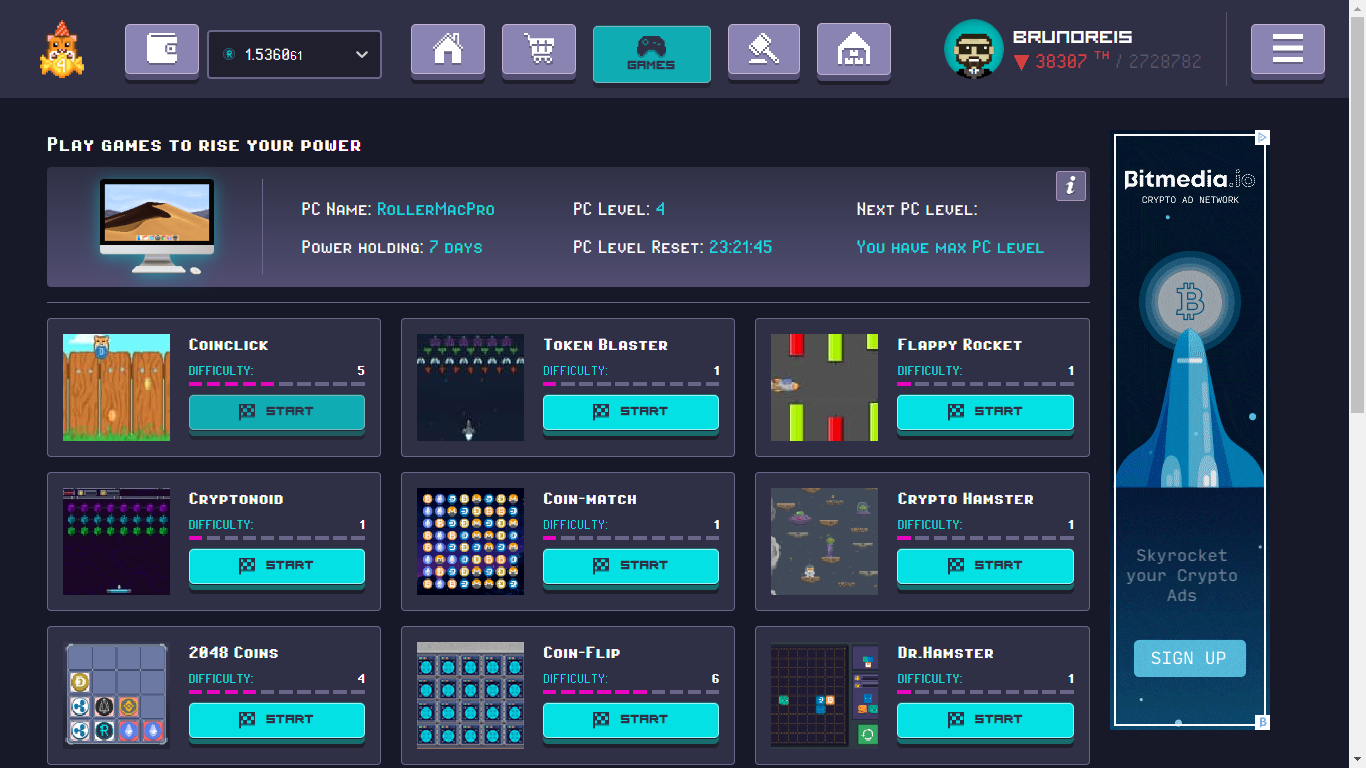 1.536061
GAMES
BRUNOREIS
38307 TH / 2728782
Play games to rise your power
PC Name: RollerMacPro
PC Level: 4
Next PC level:
Power holding: 7 days
PC Level Reset: 23:21:45
You have max PC level
i
Coinclick
Difficulty: 5
START
Token Blaster
Difficulty: 1
START
Flappy Rocket
Difficulty: 1
START
Cryptonoid
Difficulty: 1
START
Coin-match
Difficulty: 1
START
Crypto Hamster
Difficulty: 1
START
2048 Coins
Difficulty: 4
START
Coin-Flip
Difficulty: 6
START
Dr.Hamster
Difficulty: 1
START
Bitmedia.io
CRYPTO AD NETWORK
Skyrocket
your Crypto
Ads
SIGN UP